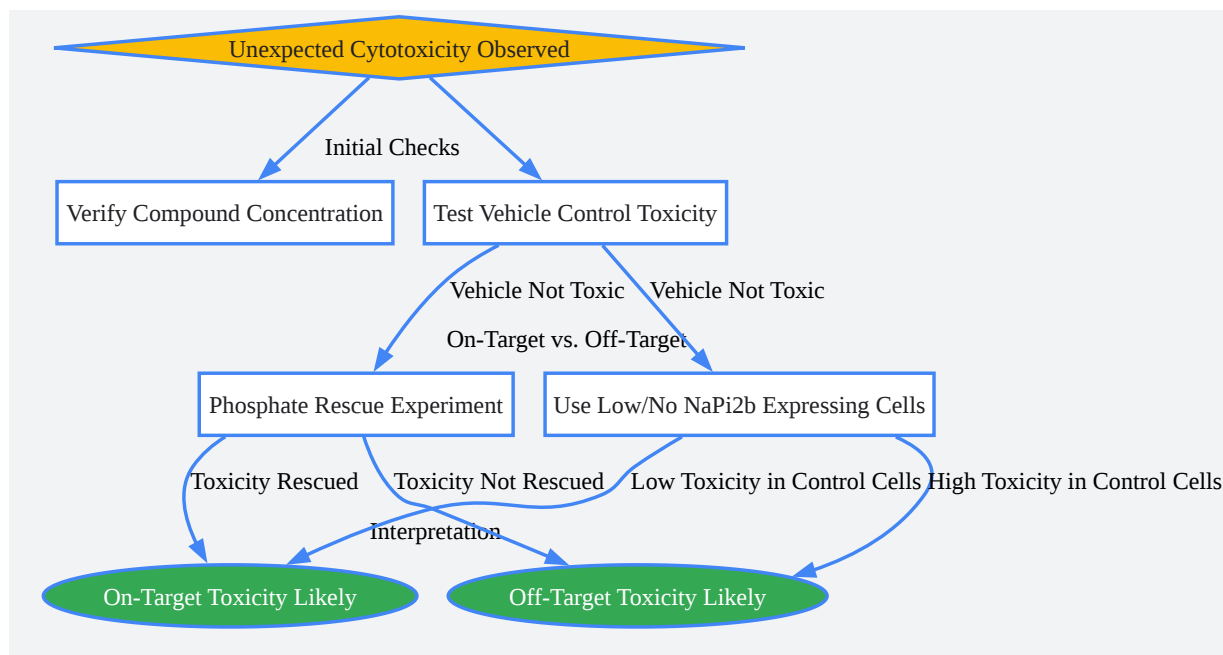 Unexpected Cytotoxicity Observed
Initial Checks
Verify Compound Concentration
Test Vehicle Control Toxicity
Vehicle Not Toxic
Vehicle Not Toxic
On-Target vs. Off-Target
Phosphate Rescue Experiment
Use Low/No NaPi2b Expressing Cells
Toxicity Rescued
Toxicity Not Rescued
Low Toxicity in Control Cells
High Toxicity in Control Cells
Interpretation
On-Target Toxicity Likely
Off-Target Toxicity Likely